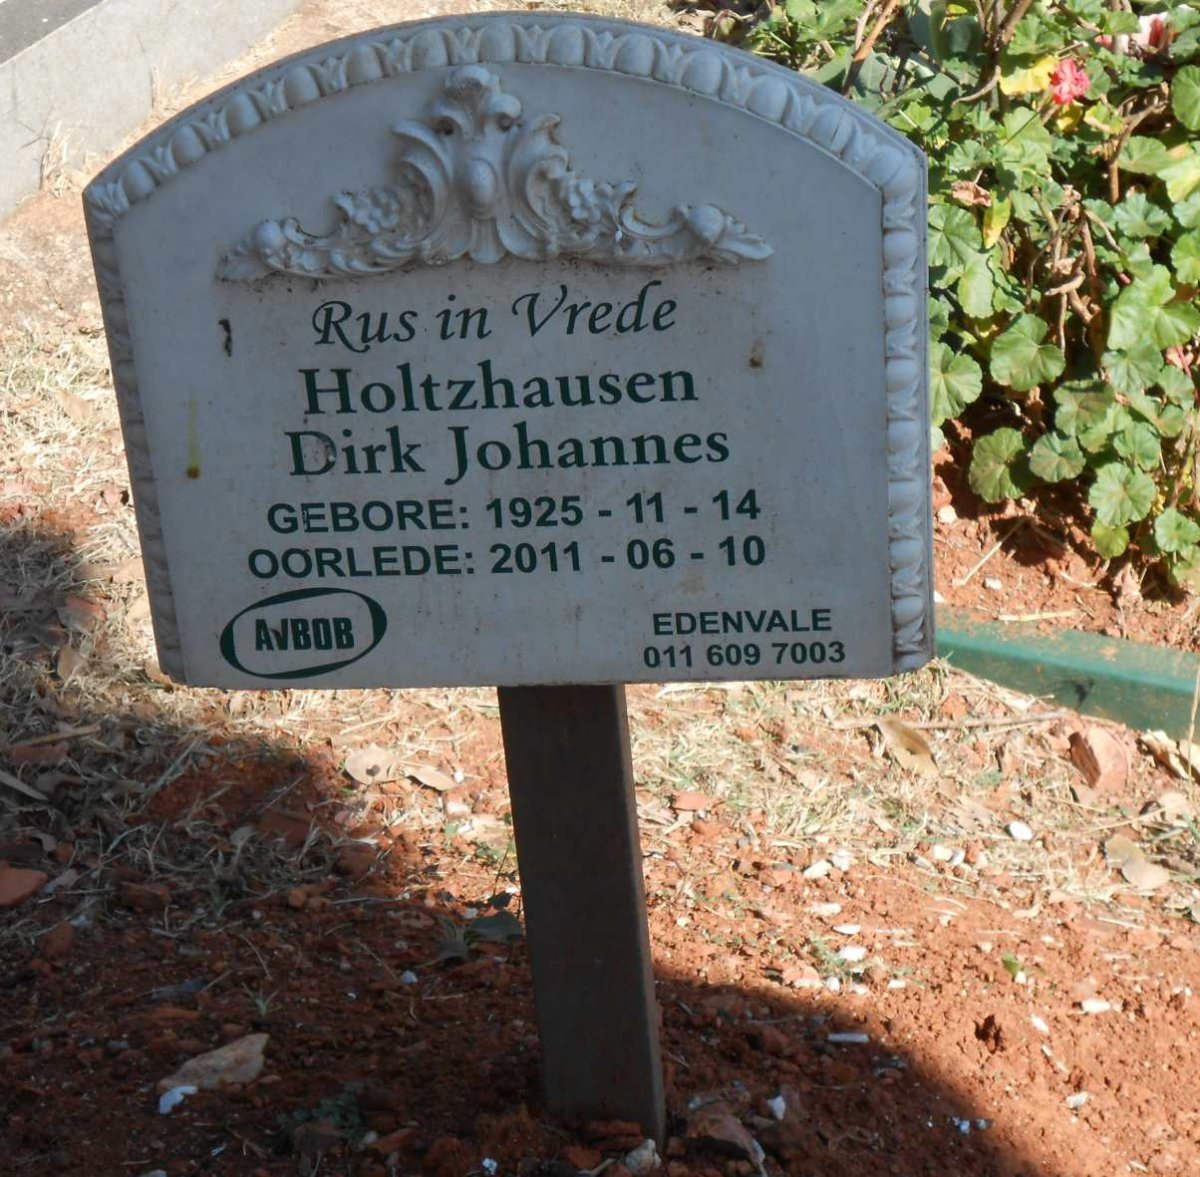 Rus in Vrede
Holtzhausen
Dirk Johannes
GEBORE: 1925 - 11 - 14
OORLEDE: 2011 - 06 - 10
AVBOB
EDENVALE
011 609 7003